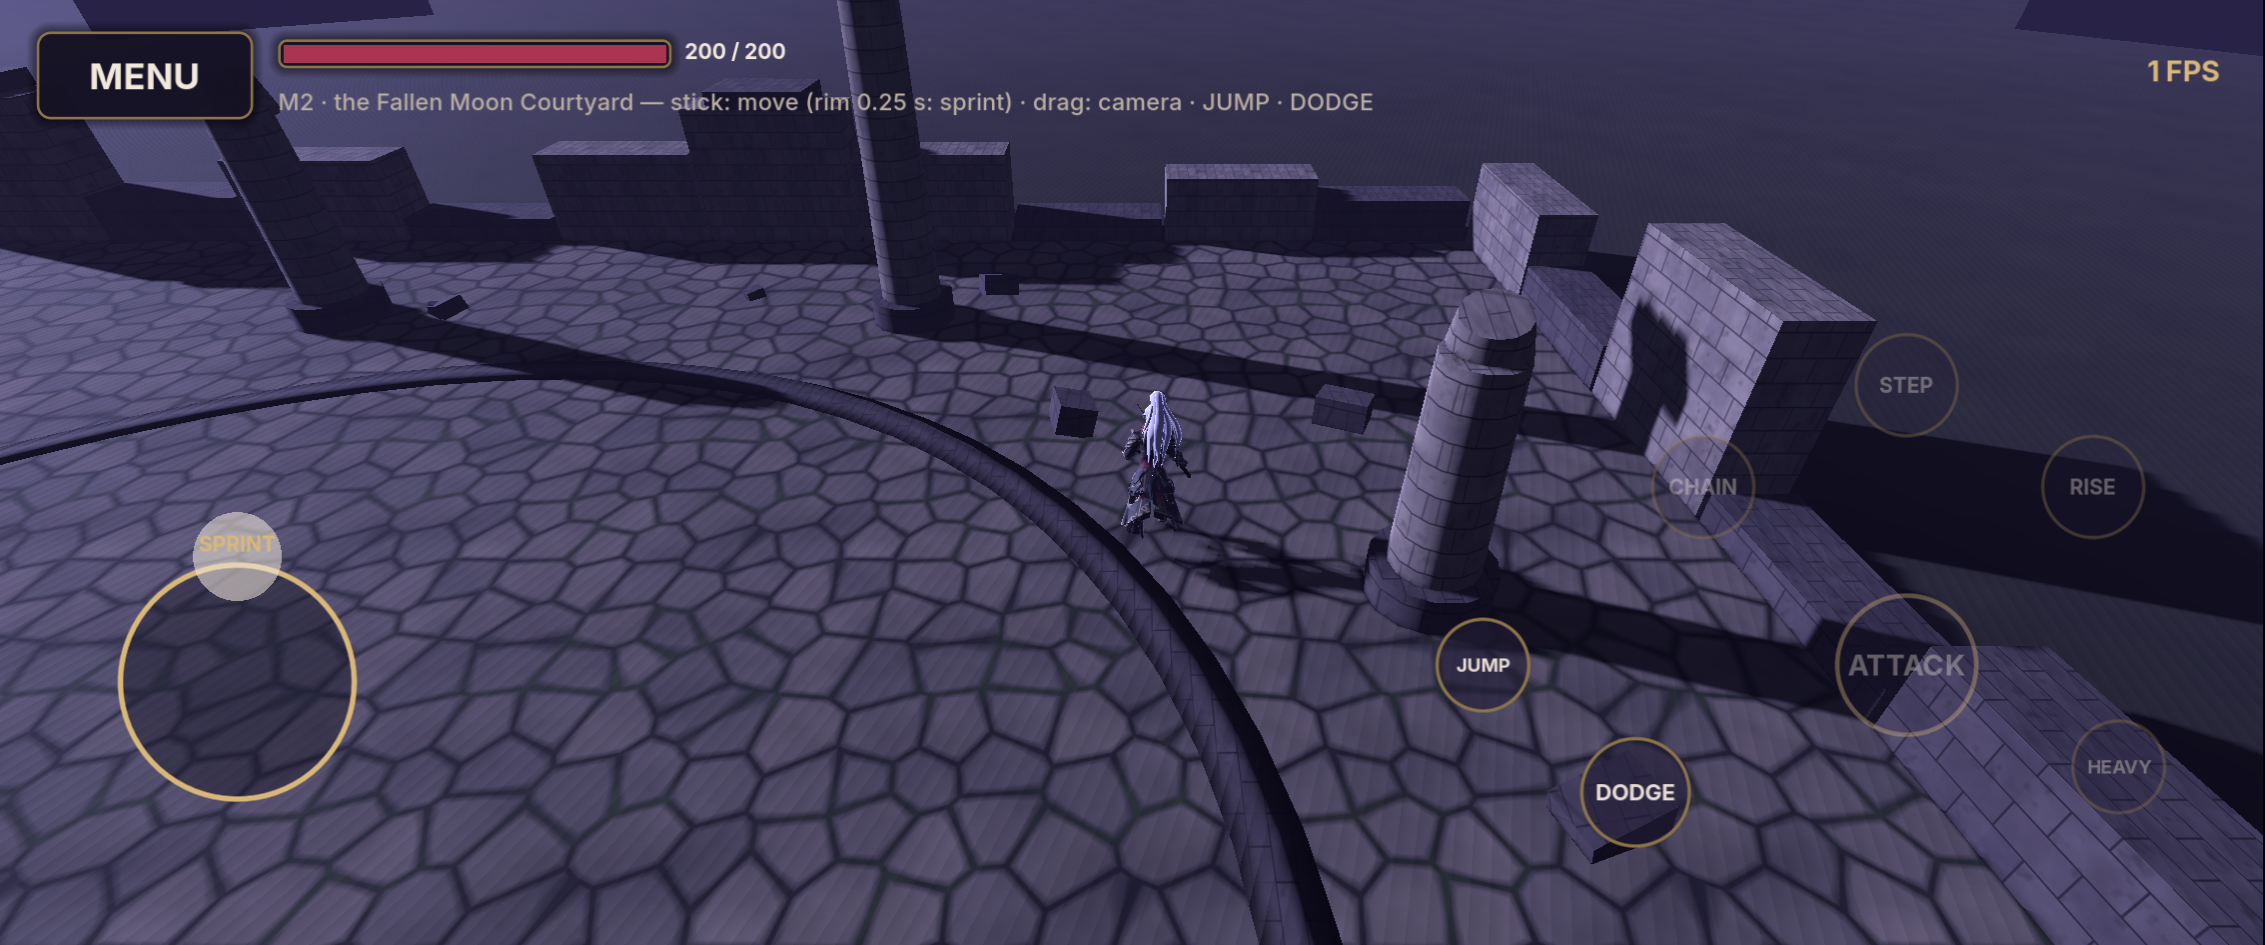 MENU
200 / 200
1 FPS
M2 · the Fallen Moon Courtyard — stick: move (rim 0.25 s: sprint) · drag: camera · JUMP · DODGE
STEP
CHAIN
RISE
SPRINT
JUMP
ATTACK
HEAVY
DODGE